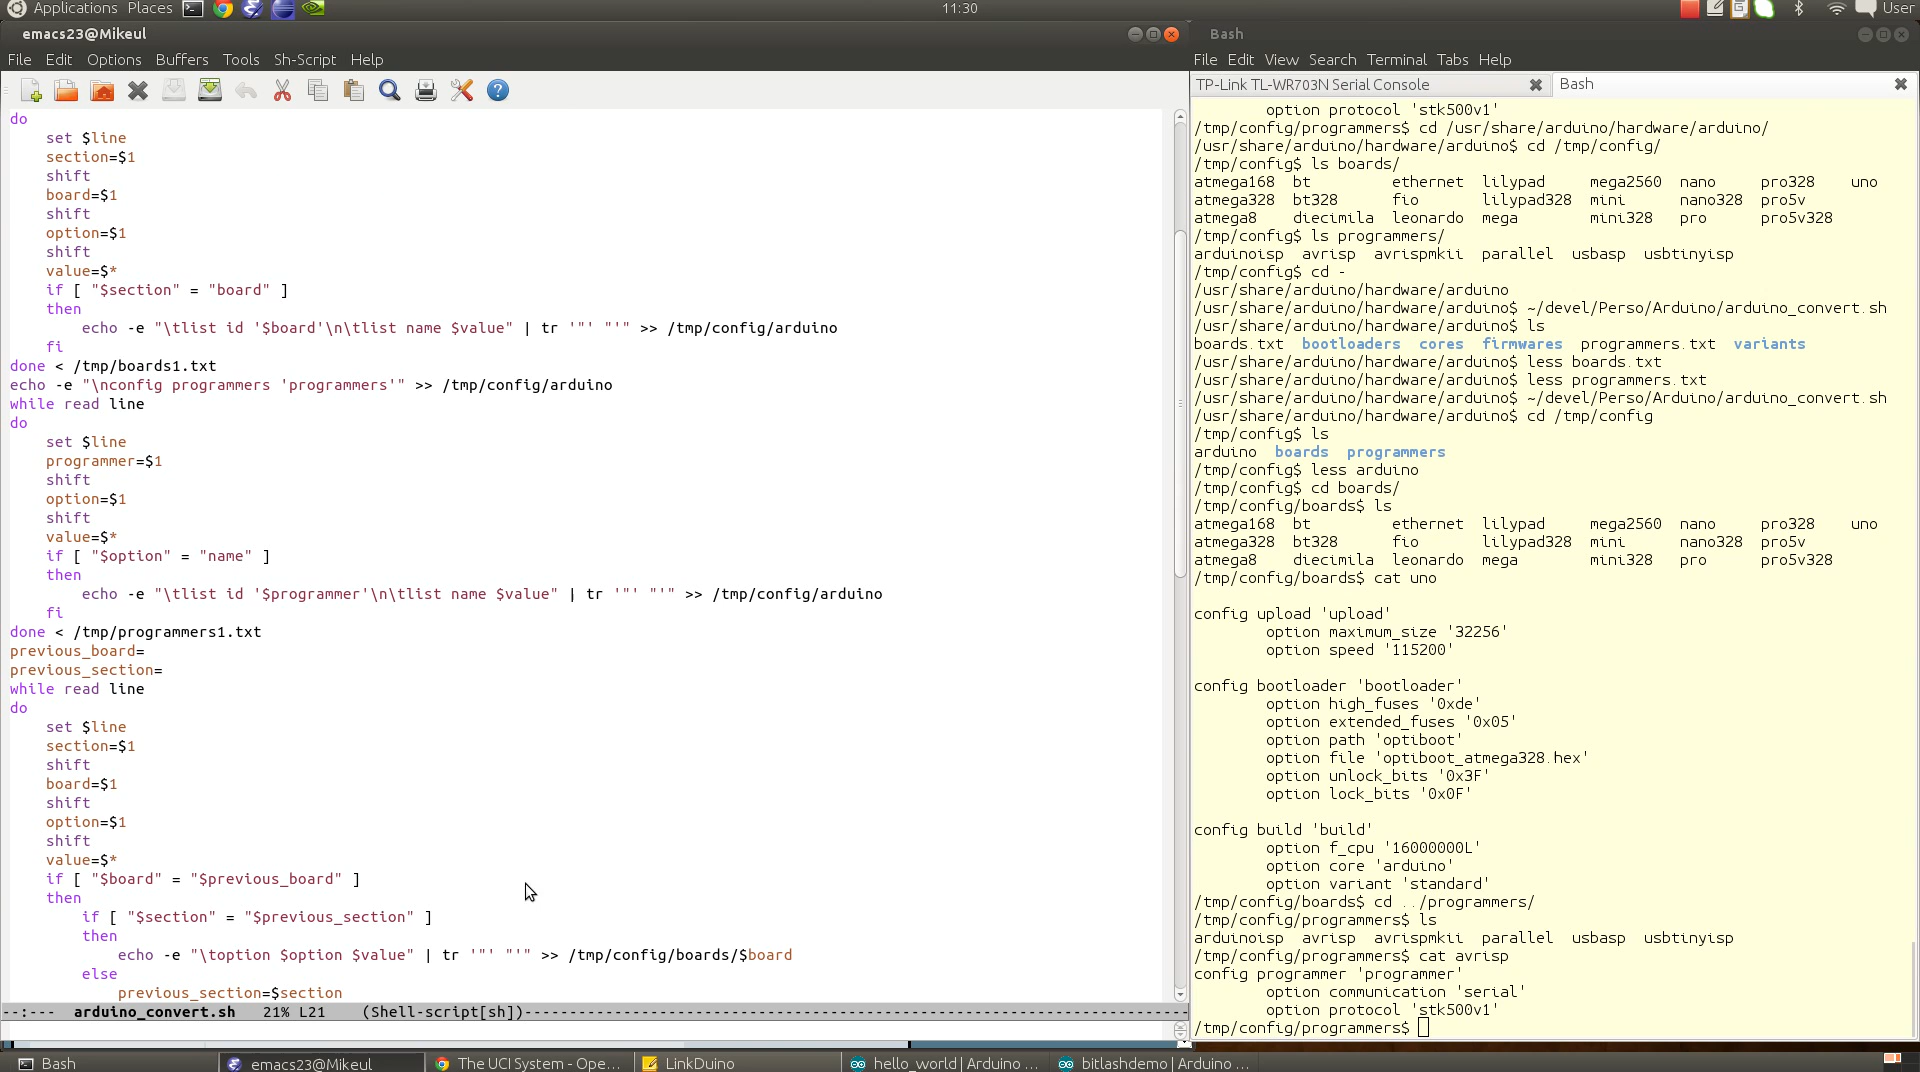 Applications Places 11:30 User
emacs23@Mikeul
File Edit Options Buffers Tools Sh-Script Help
do
    set $line
    section=$1
    shift
    board=$1
    shift
    option=$1
    shift
    value=$*
    if [ "$section" = "board" ]
    then
        echo -e "\tlist id '$board'\n\tlist name $value" | tr '"' "'" >> /tmp/config/arduino
    fi
done < /tmp/boards1.txt
echo -e "\nconfig programmers 'programmers'" >> /tmp/config/arduino
while read line
do
    set $line
    programmer=$1
    shift
    option=$1
    shift
    value=$*
    if [ "$option" = "name" ]
    then
        echo -e "\tlist id '$programmer'\n\tlist name $value" | tr '"' "'" >> /tmp/config/arduino
    fi
done < /tmp/programmers1.txt
previous_board=
previous_section=
while read line
do
    set $line
    section=$1
    shift
    board=$1
    shift
    option=$1
    shift
    value=$*
    if [ "$board" = "$previous_board" ]
    then
        if [ "$section" = "$previous_section" ]
        then
            echo -e "\toption $option $value" | tr '"' "'" >> /tmp/config/boards/$board
        else
            previous_section=$section
--:---  arduino_convert.sh   21% L21    (Shell-script[sh])
Bash
File Edit View Search Terminal Tabs Help
TP-Link TL-WR703N Serial Console
Bash
        option protocol 'stk500v1'
/tmp/config/programmers$ cd /usr/share/arduino/hardware/arduino/
/usr/share/arduino/hardware/arduino$ cd /tmp/config/
/tmp/config$ ls boards/
atmega168  bt         ethernet  lilypad     mega2560  nano     pro328    uno
atmega328  bt328      fio       lilypad328  mini      nano328  pro5v
atmega8    diecimila  leonardo  mega        mini328   pro      pro5v328
/tmp/config$ ls programmers/
arduinoisp  avrisp  avrispmkii  parallel  usbasp  usbtinyisp
/tmp/config$ cd -
/usr/share/arduino/hardware/arduino
/usr/share/arduino/hardware/arduino$ ~/devel/Perso/Arduino/arduino_convert.sh
/usr/share/arduino/hardware/arduino$ ls
boards.txt  bootloaders  cores  firmwares  programmers.txt  variants
/usr/share/arduino/hardware/arduino$ less boards.txt
/usr/share/arduino/hardware/arduino$ less programmers.txt
/usr/share/arduino/hardware/arduino$ ~/devel/Perso/Arduino/arduino_convert.sh
/usr/share/arduino/hardware/arduino$ cd /tmp/config
/tmp/config$ ls
arduino  boards  programmers
/tmp/config$ less arduino
/tmp/config$ cd boards/
/tmp/config/boards$ ls
atmega168  bt         ethernet  lilypad     mega2560  nano     pro328    uno
atmega328  bt328      fio       lilypad328  mini      nano328  pro5v
atmega8    diecimila  leonardo  mega        mini328   pro      pro5v328
/tmp/config/boards$ cat uno
config upload 'upload'
        option maximum_size '32256'
        option speed '115200'
config bootloader 'bootloader'
        option high_fuses '0xde'
        option extended_fuses '0x05'
        option path 'optiboot'
        option file 'optiboot_atmega328.hex'
        option unlock_bits '0x3F'
        option lock_bits '0x0F'
config build 'build'
        option f_cpu '16000000L'
        option core 'arduino'
        option variant 'standard'
/tmp/config/boards$ cd ../programmers/
/tmp/config/programmers$ ls
arduinoisp  avrisp  avrispmkii  parallel  usbasp  usbtinyisp
/tmp/config/programmers$ cat avrisp
config programmer 'programmer'
        option communication 'serial'
        option protocol 'stk500v1'
/tmp/config/programmers$
Bash
emacs23@Mikeul
The UCI System - Ope...
LinkDuino
hello_world | Arduino ...
bitlashdemo | Arduino ...